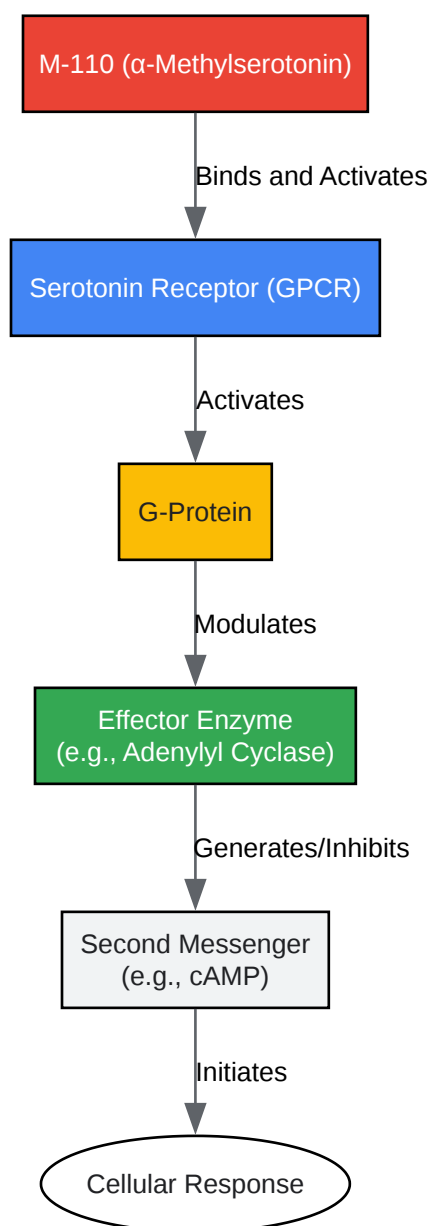 M-110 (α-Methylserotonin)
Binds and Activates
Serotonin Receptor (GPCR)
Activates
G-Protein
Modulates
Effector Enzyme
(e.g., Adenylyl Cyclase)
Generates/Inhibits
Second Messenger
(e.g., cAMP)
Initiates
Cellular Response